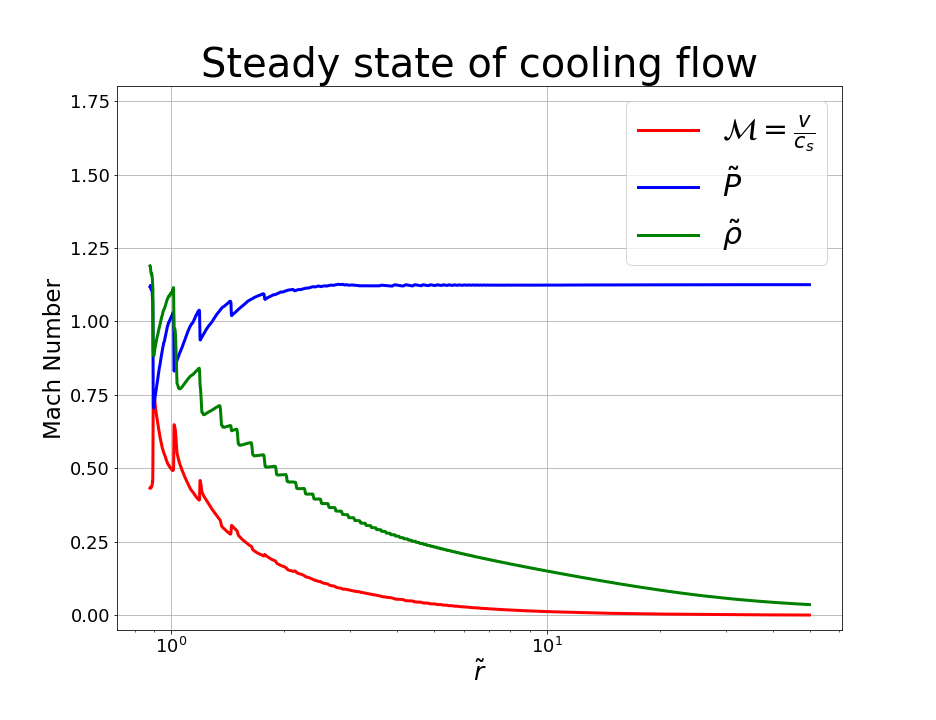 Steady state of cooling flow
1.75
1.50
1.25
1.00
0.75
0.50
0.25
0.00
Mach Number
ℳ = v/c_s
P̃
ρ̃
10⁰
10¹
r̃